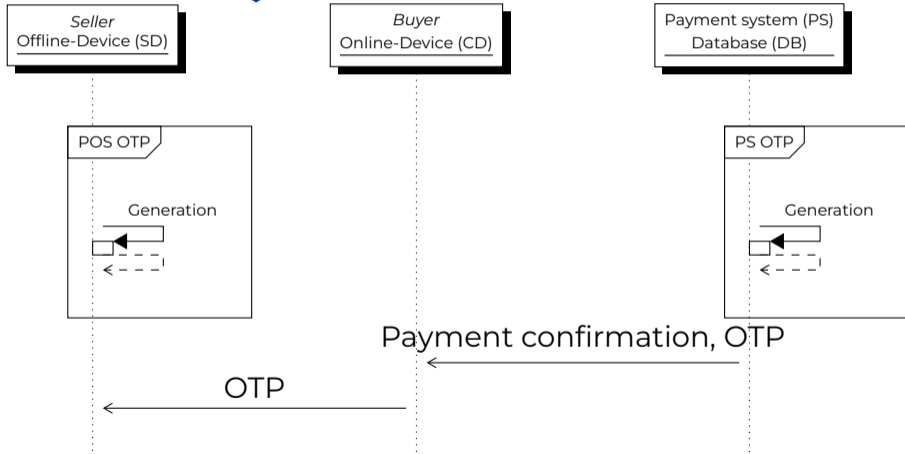 Seller
Offline-Device (SD)
Buyer
Online-Device (CD)
Payment system (PS)
Database (DB)
POS OTP
PS OTP
Generation
Generation
Payment confirmation, OTP
OTP